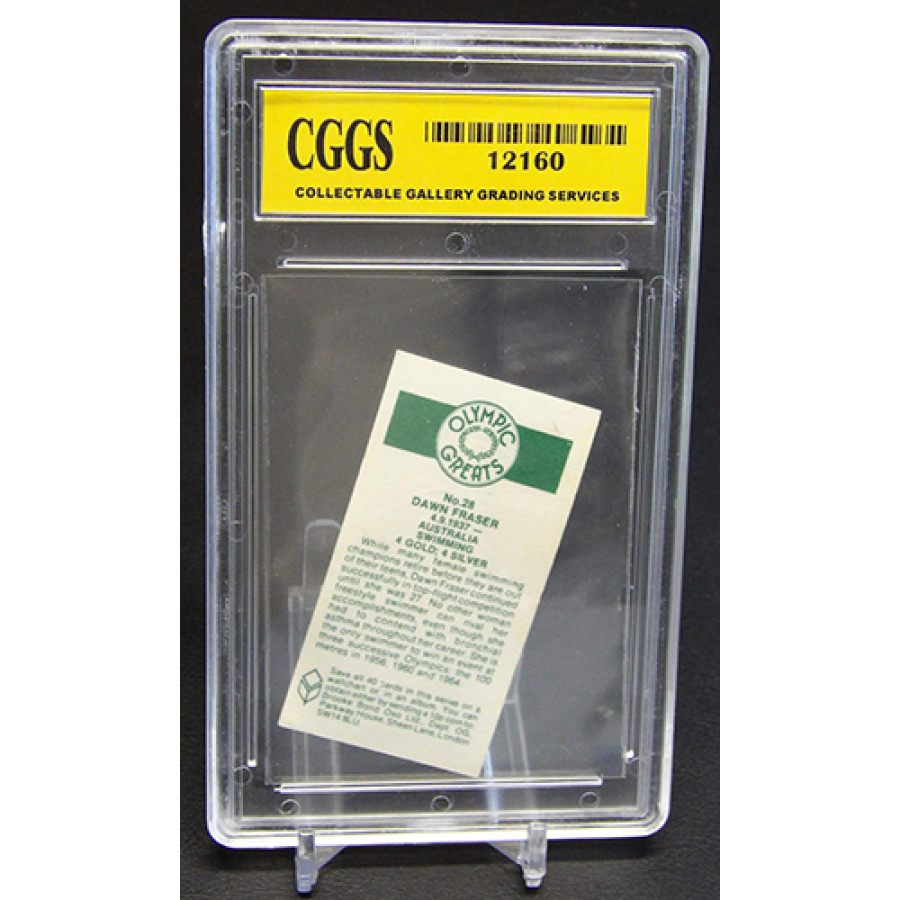 CGGS
12160
COLLECTABLE GALLERY GRADING SERVICES
OLYMPIC
GREATS
No.28
DAWN FRASER
4.9.1937 —
AUSTRALIA
SWIMMING
4 GOLD; 4 SILVER
While many female swimming
champions retire before they are out
of their teens, Dawn Fraser continued
successfully in top-flight competition
until she was 27. No other woman
freestyle swimmer can rival her
accomplishments, even though she
had to contend with bronchial
asthma throughout her career. She is
the only swimmer to win an event at
three successive Olympics: the 100
metres in 1956, 1960 and 1964.
Save all 40 cards in this series on a
wallchart or in an album. You can
obtain either by sending 10p coin to:
Brooke Bond Oxo Ltd., Dept. OG,
Parkway House, Sheen Lane, London
SW14 8LU